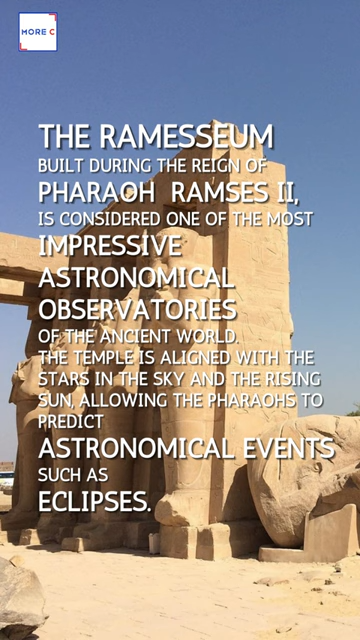 MORE C
THE RAMESSEUM
BUILT DURING THE REIGN OF
PHARAOH RAMSES II,
IS CONSIDERED ONE OF THE MOST
IMPRESSIVE
ASTRONOMICAL
OBSERVATORIES
OF THE ANCIENT WORLD.
THE TEMPLE IS ALIGNED WITH THE
STARS IN THE SKY AND THE RISING
SUN, ALLOWING THE PHARAOHS TO
PREDICT
ASTRONOMICAL EVENTS
SUCH AS
ECLIPSES.